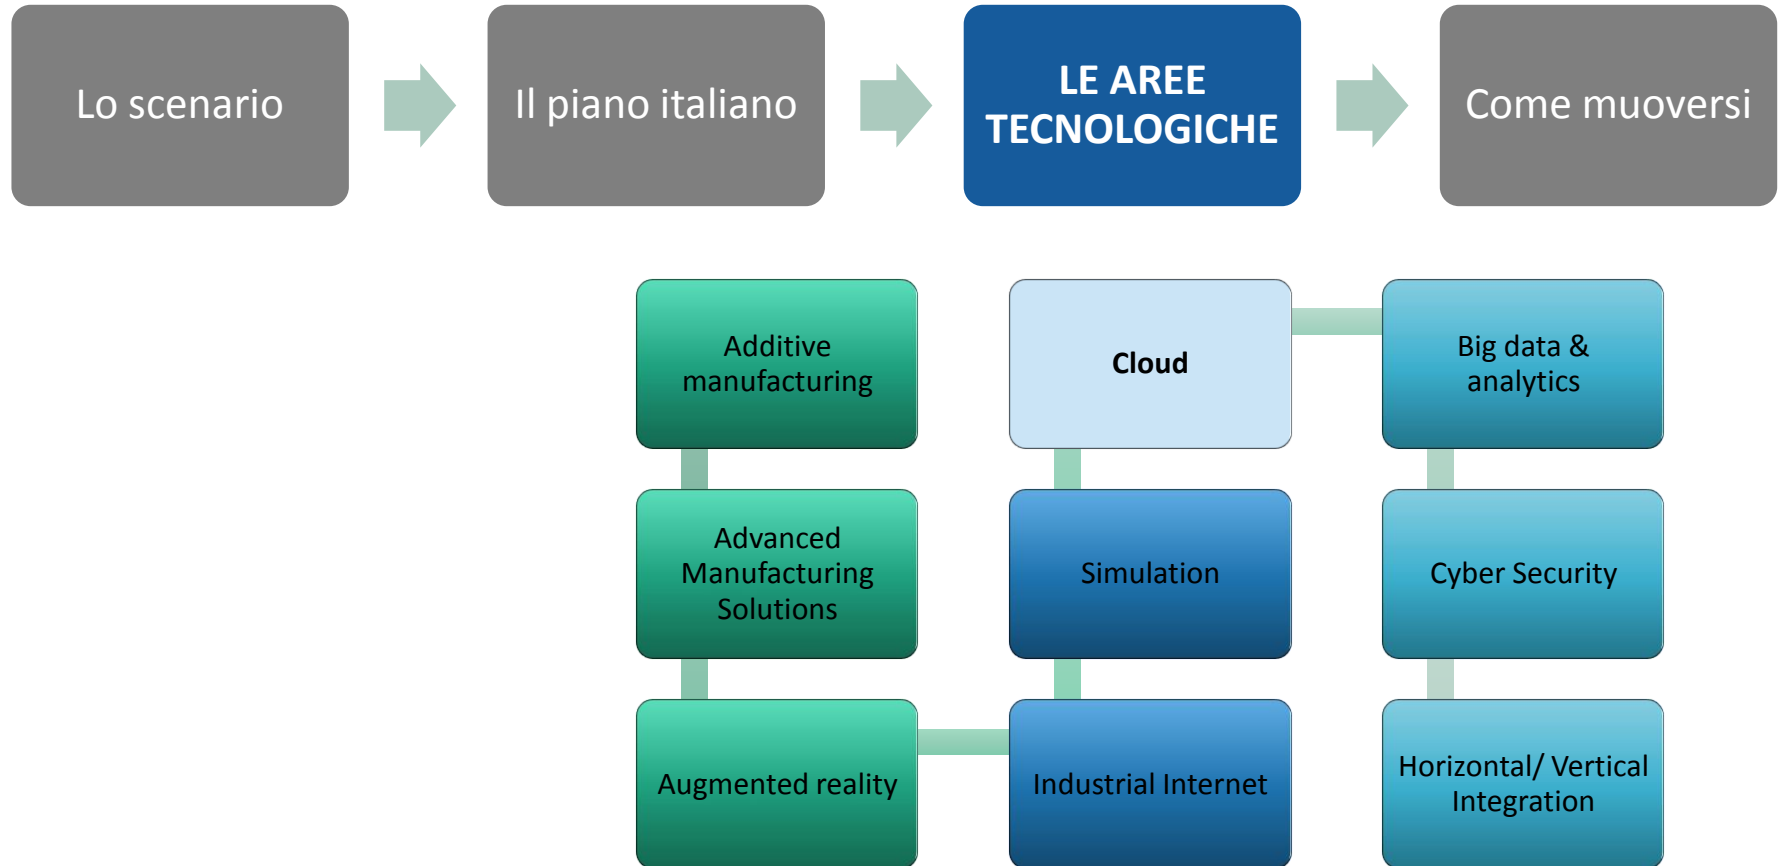 Lo scenario
Il piano italiano
LE AREE
TECNOLOGICHE
Come muoversi
Additive
manufacturing
Cloud
Big data &
analytics
Advanced
Manufacturing
Solutions
Simulation
Cyber Security
Augmented reality
Industrial Internet
Horizontal/ Vertical
Integration